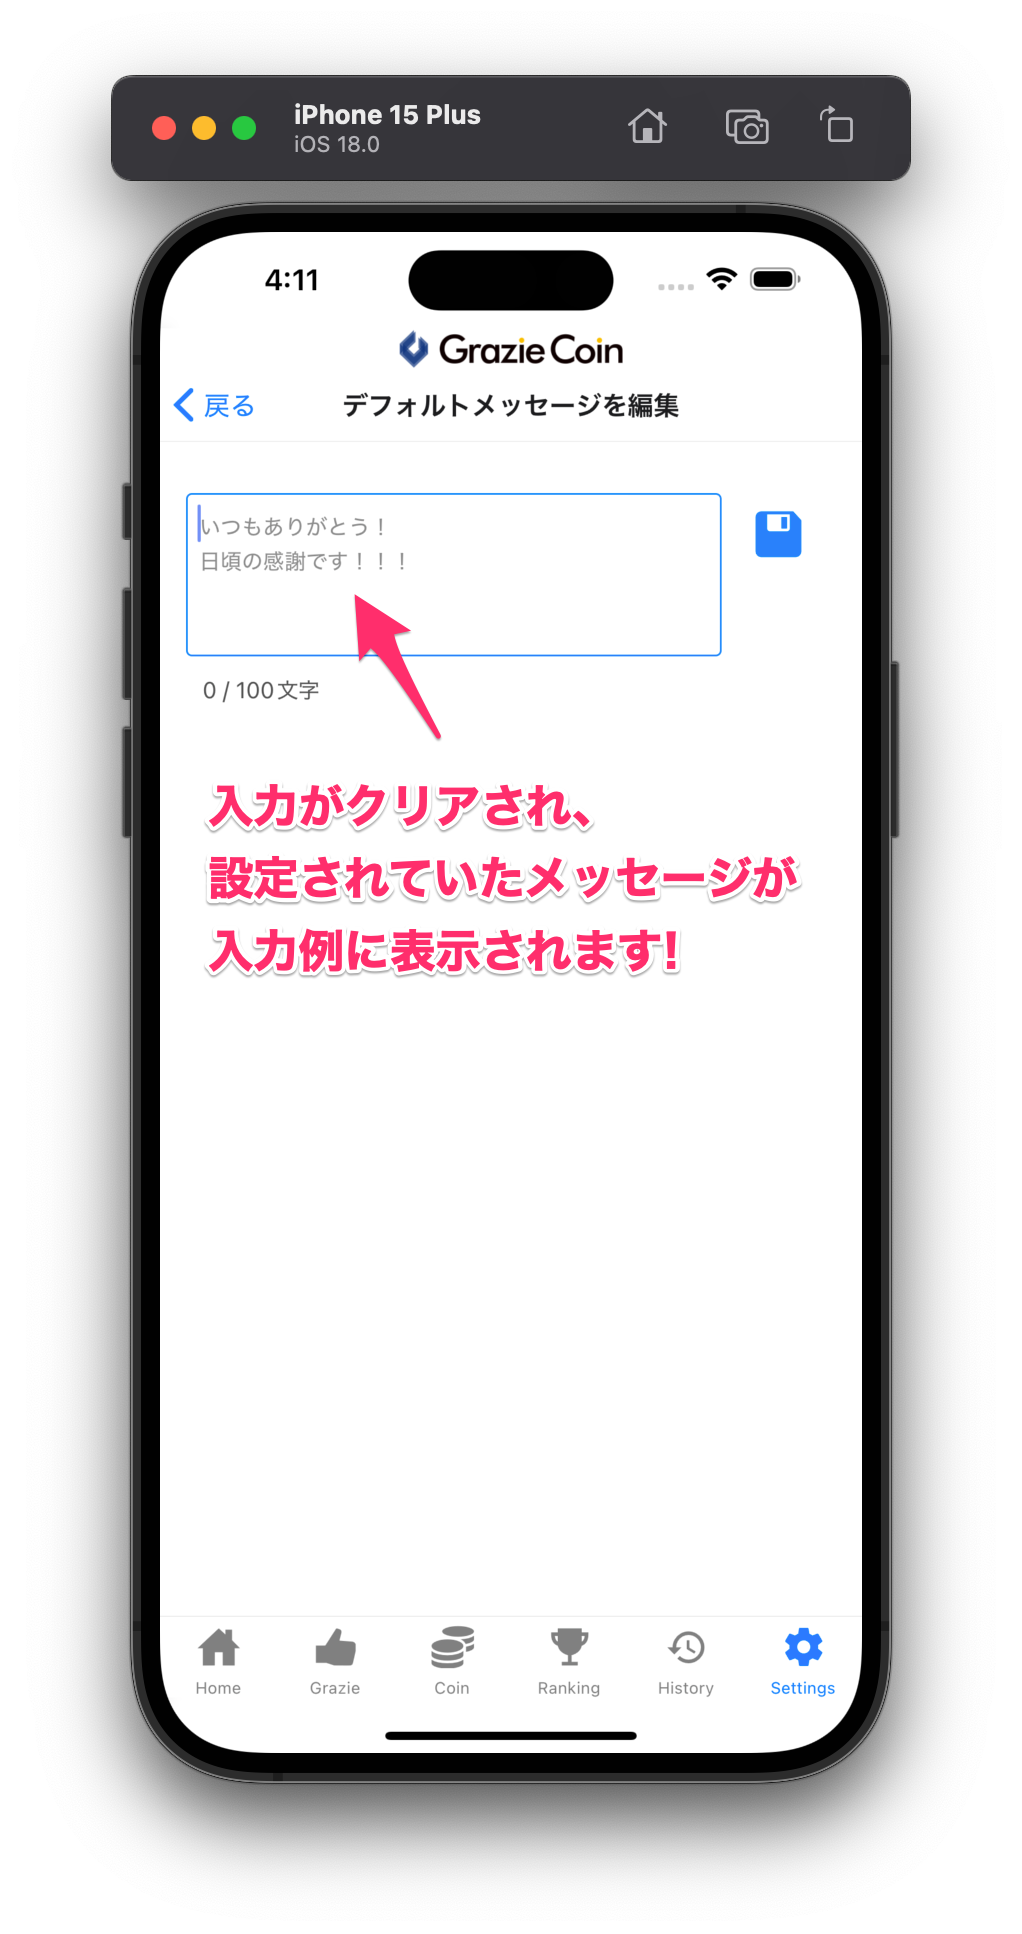 iPhone 15 Plus
iOS 18.0
4:11
Grazie Coin
戻る
デフォルトメッセージを編集
いつもありがとう！
日頃の感謝です！！！
0 / 100文字
入力がクリアされ、
設定されていたメッセージが
入力例に表示されます!
Home
Grazie
Coin
Ranking
History
Settings